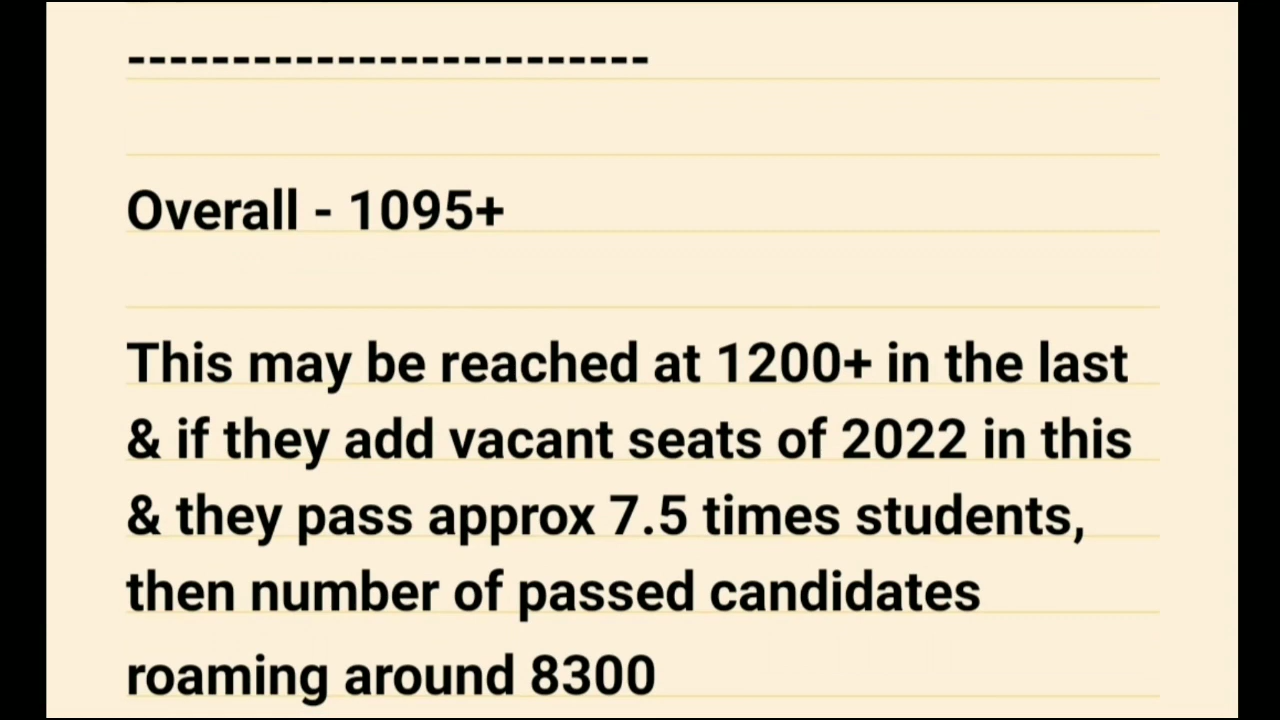 -------------------------
Overall - 1095+
This may be reached at 1200+ in the last
& if they add vacant seats of 2022 in this
& they pass approx 7.5 times students,
then number of passed candidates
roaming around 8300